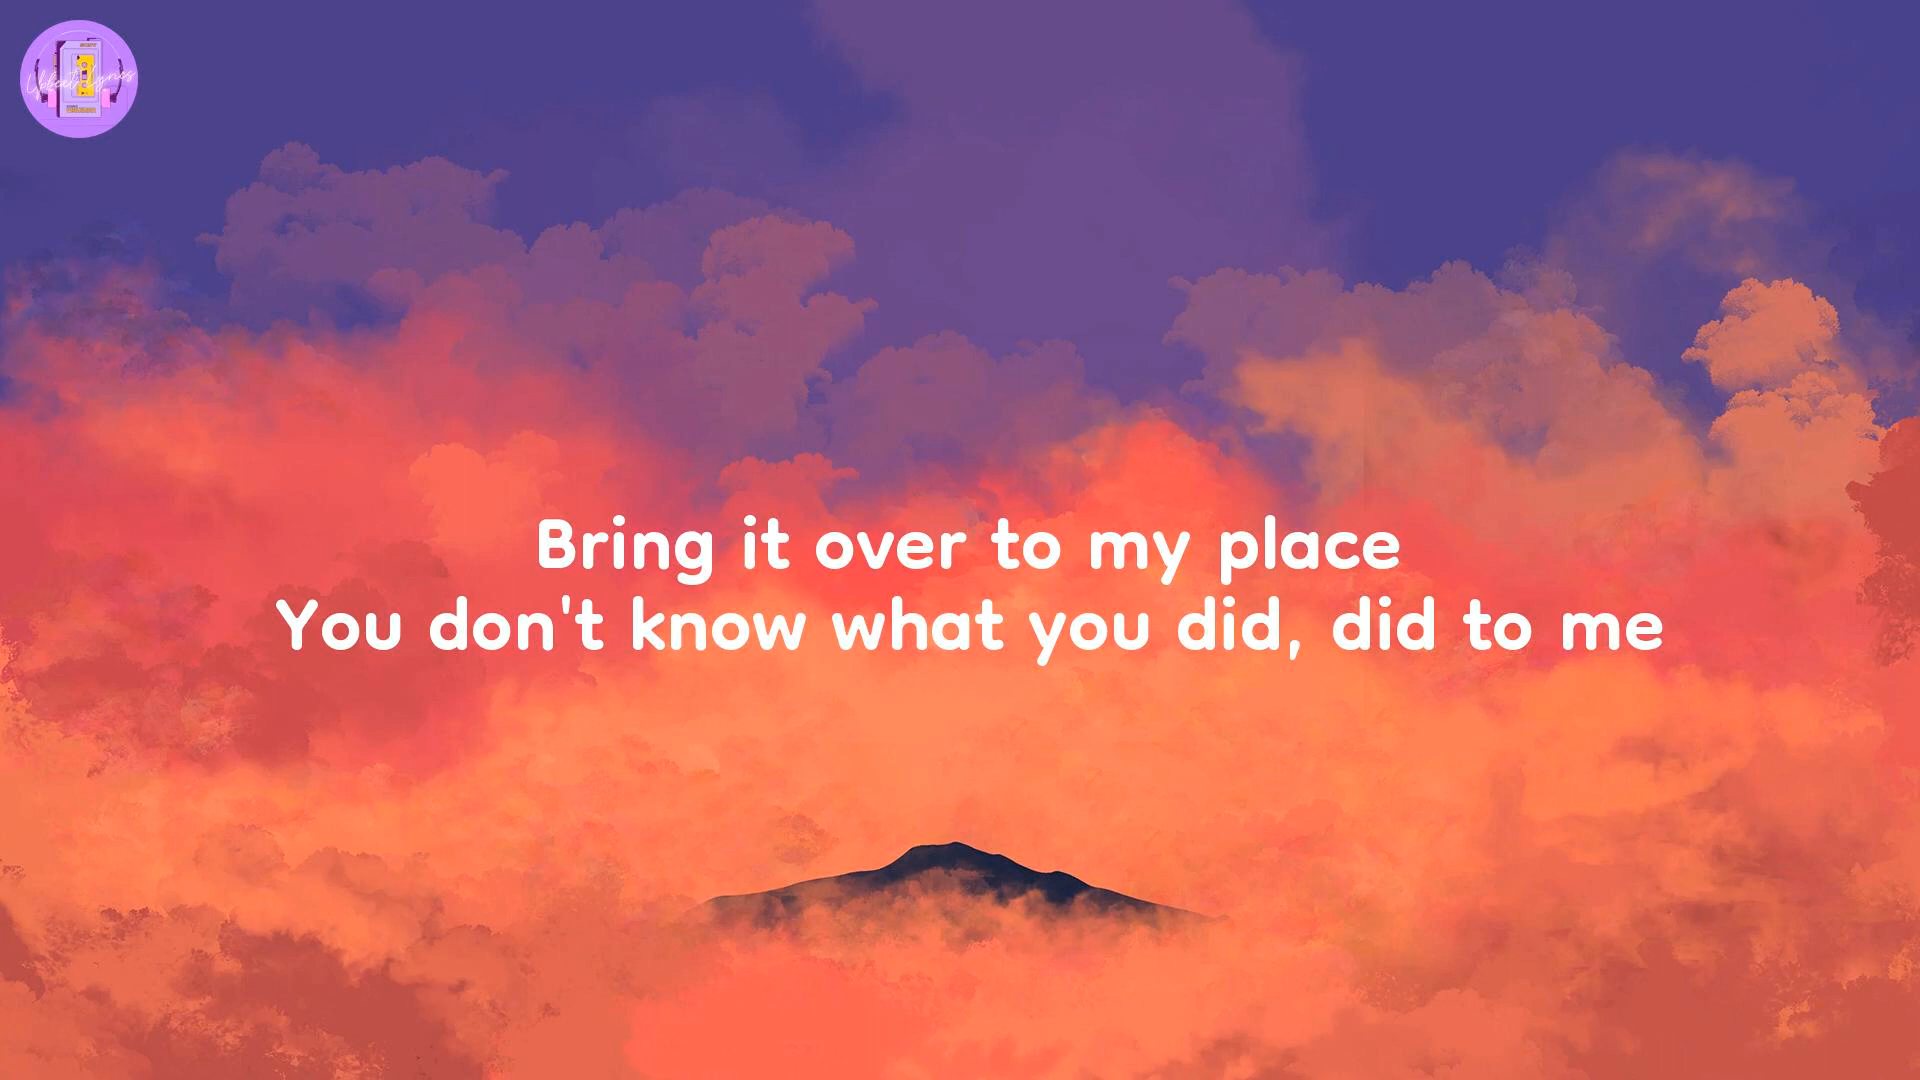 Bring it over to my place
You don't know what you did, did to me